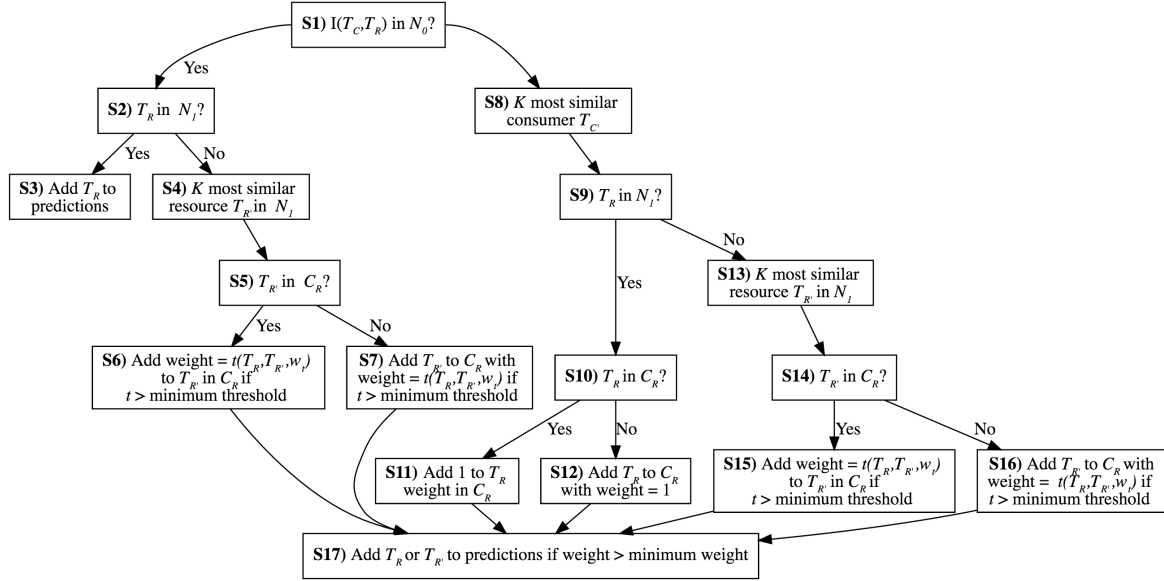 S1) I(T_C,T_R) in N_0?
Yes
S2) T_R in N_1?
S8) K most similar
consumer T_C'
Yes
No
S3) Add T_R to
predictions
S4) K most similar
resource T_R' in N_1
S9) T_R in N_1?
No
S5) T_R' in C_R?
Yes
S13) K most similar
resource T_R' in N_1
Yes
No
S6) Add weight = t(T_R,T_R',w_t)
to T_R' in C_R if
t > minimum threshold
S7) Add T_R' to C_R with
weight = t(T_R,T_R',w_t) if
t > minimum threshold
S10) T_R in C_R?
S14) T_R' in C_R?
Yes
No
Yes
No
S11) Add 1 to T_R
weight in C_R
S12) Add T_R to C_R
with weight = 1
S15) Add weight = t(T_R,T_R',w_t)
to T_R' in C_R if
t > minimum threshold
S16) Add T_R' to C_R with
weight = t(T_R,T_R',w_t) if
t > minimum threshold
S17) Add T_R or T_R' to predictions if weight > minimum weight